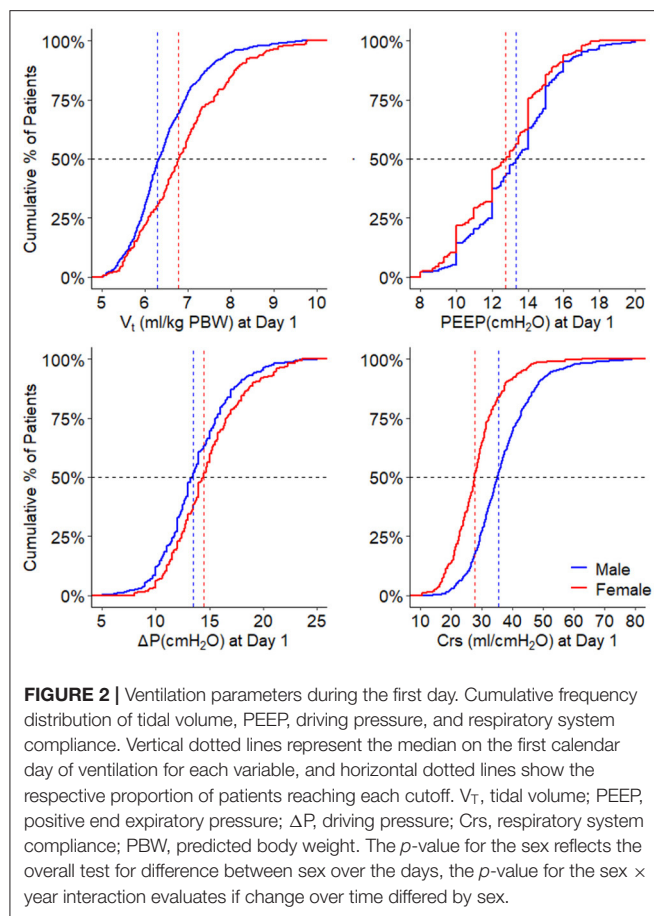 100%
75%
50%
25%
0%
Cumulative % of Patients
5 6 7 8 9 10
Vt (ml/kg PBW) at Day 1
100%
75%
50%
25%
0%
8 10 12 14 16 18 20
PEEP(cmH2O) at Day 1
100%
75%
50%
25%
0%
Cumulative % of Patients
5 10 15 20 25
ΔP(cmH2O) at Day 1
100%
75%
50%
25%
0%
Male
Female
10 20 30 40 50 60 70 80
Crs (ml/cmH2O) at Day 1
FIGURE 2 | Ventilation parameters during the first day. Cumulative frequency
distribution of tidal volume, PEEP, driving pressure, and respiratory system
compliance. Vertical dotted lines represent the median on the first calendar
day of ventilation for each variable, and horizontal dotted lines show the
respective proportion of patients reaching each cutoff. VT, tidal volume; PEEP,
positive end expiratory pressure; ΔP, driving pressure; Crs, respiratory system
compliance; PBW, predicted body weight. The p-value for the sex reflects the
overall test for difference between sex over the days, the p-value for the sex ×
year interaction evaluates if change over time differed by sex.